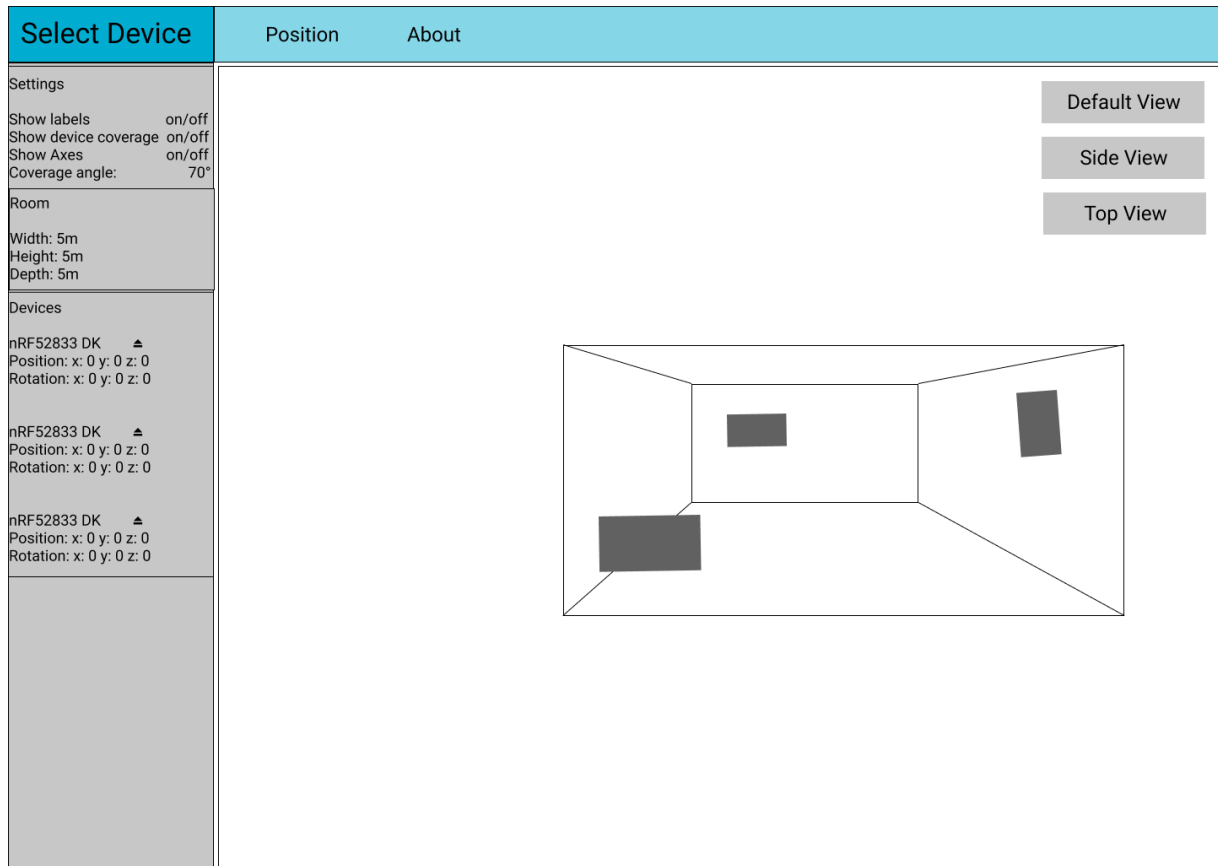 Select Device
Position
About
Settings
Show labels on/off
Show device coverage on/off
Show Axes on/off
Coverage angle: 70°
Room
Width: 5m
Height: 5m
Depth: 5m
Devices
nRF52833 DK ⏏
Position: x: 0 y: 0 z: 0
Rotation: x: 0 y: 0 z: 0
nRF52833 DK ⏏
Position: x: 0 y: 0 z: 0
Rotation: x: 0 y: 0 z: 0
nRF52833 DK ⏏
Position: x: 0 y: 0 z: 0
Rotation: x: 0 y: 0 z: 0
Default View
Side View
Top View